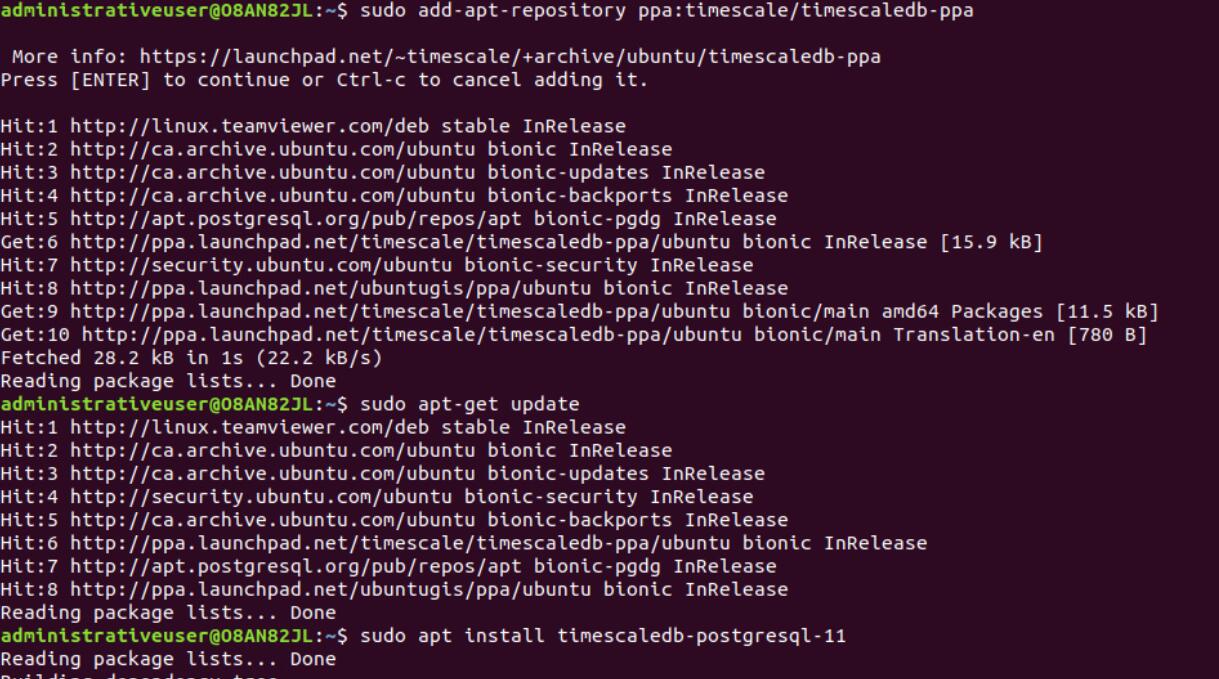 administrativeuser@O8AN82JL:~$ sudo add-apt-repository ppa:timescale/timescaledb-ppa
More info: https://launchpad.net/~timescale/+archive/ubuntu/timescaledb-ppa
Press [ENTER] to continue or Ctrl-c to cancel adding it.
Hit:1 http://linux.teamviewer.com/deb stable InRelease
Hit:2 http://ca.archive.ubuntu.com/ubuntu bionic InRelease
Hit:3 http://ca.archive.ubuntu.com/ubuntu bionic-updates InRelease
Hit:4 http://ca.archive.ubuntu.com/ubuntu bionic-backports InRelease
Hit:5 http://apt.postgresql.org/pub/repos/apt bionic-pgdg InRelease
Get:6 http://ppa.launchpad.net/timescale/timescaledb-ppa/ubuntu bionic InRelease [15.9 kB]
Hit:7 http://security.ubuntu.com/ubuntu bionic-security InRelease
Hit:8 http://ppa.launchpad.net/ubuntugis/ppa/ubuntu bionic InRelease
Get:9 http://ppa.launchpad.net/timescale/timescaledb-ppa/ubuntu bionic/main amd64 Packages [11.5 kB]
Get:10 http://ppa.launchpad.net/timescale/timescaledb-ppa/ubuntu bionic/main Translation-en [780 B]
Fetched 28.2 kB in 1s (22.2 kB/s)
Reading package lists... Done
administrativeuser@O8AN82JL:~$ sudo apt-get update
Hit:1 http://linux.teamviewer.com/deb stable InRelease
Hit:2 http://ca.archive.ubuntu.com/ubuntu bionic InRelease
Hit:3 http://ca.archive.ubuntu.com/ubuntu bionic-updates InRelease
Hit:4 http://security.ubuntu.com/ubuntu bionic-security InRelease
Hit:5 http://ca.archive.ubuntu.com/ubuntu bionic-backports InRelease
Hit:6 http://ppa.launchpad.net/timescale/timescaledb-ppa/ubuntu bionic InRelease
Hit:7 http://apt.postgresql.org/pub/repos/apt bionic-pgdg InRelease
Hit:8 http://ppa.launchpad.net/ubuntugis/ppa/ubuntu bionic InRelease
Reading package lists... Done
administrativeuser@O8AN82JL:~$ sudo apt install timescaledb-postgresql-11
Reading package lists... Done